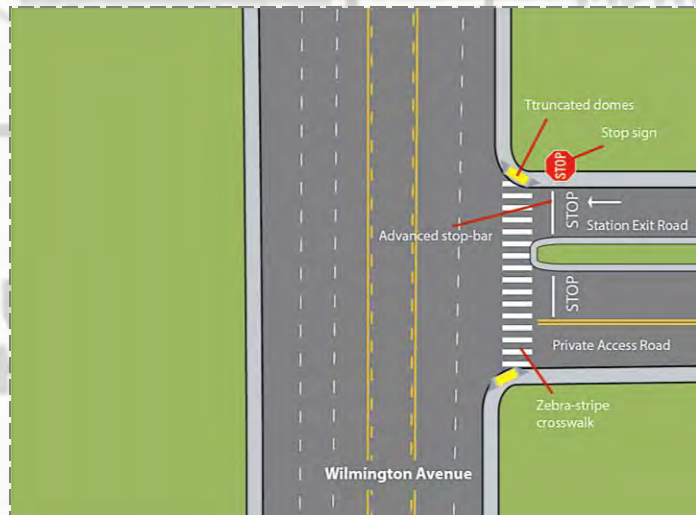 Ttruncated domes
Stop sign
STOP
STOP
Station Exit Road
Advanced stop-bar
STOP
Private Access Road
Zebra-stripe
crosswalk
Wilmington Avenue